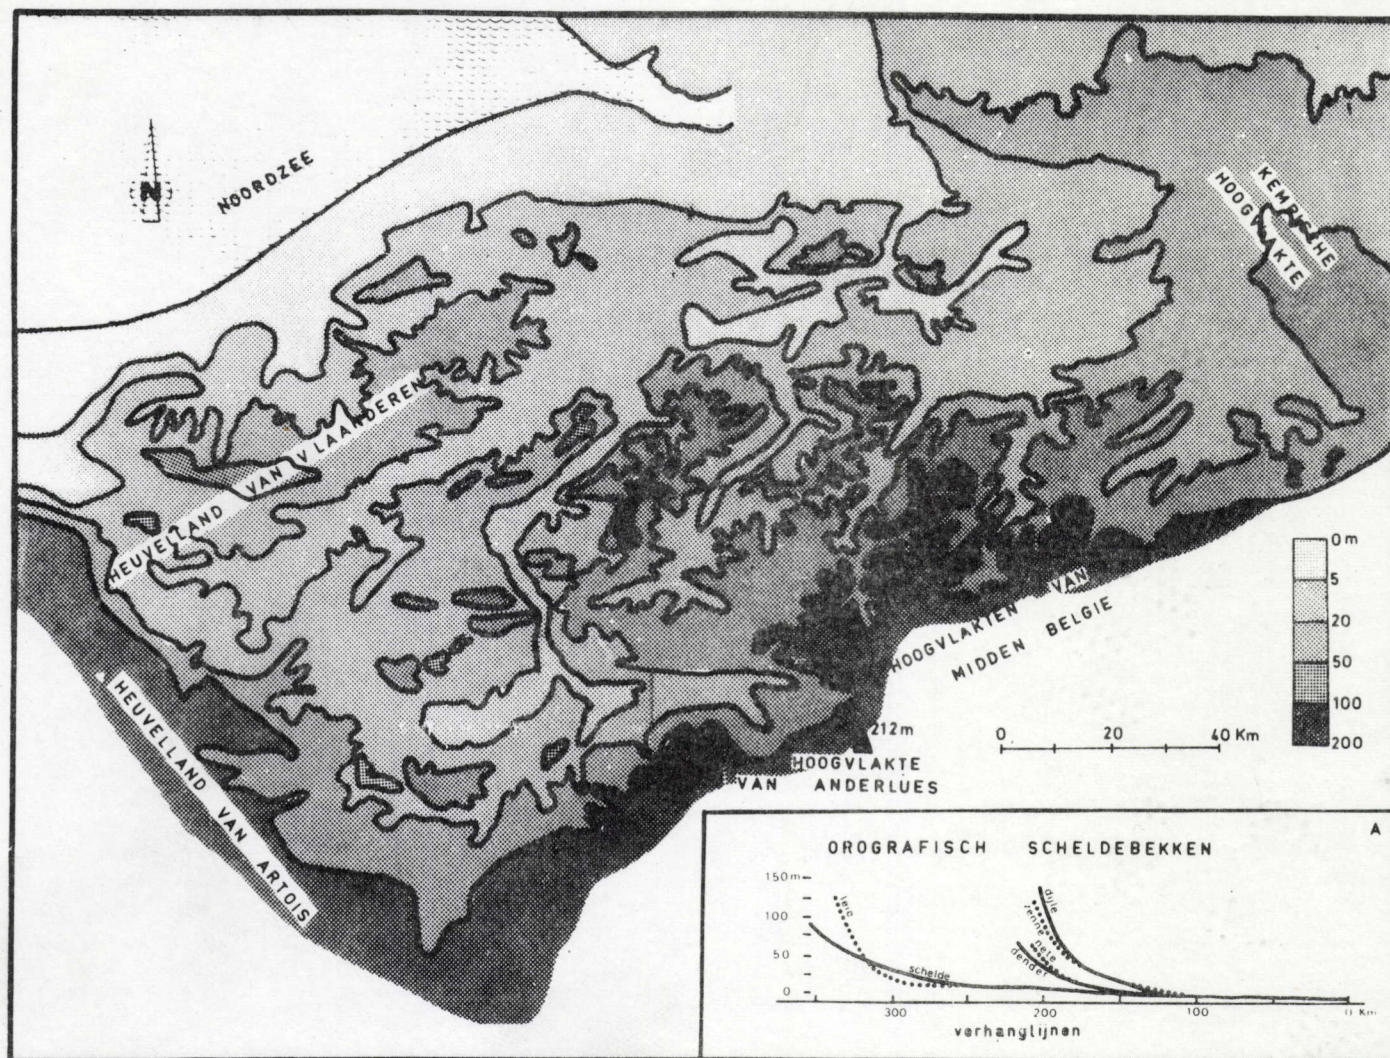 NOORDZEE
N
KEMPISCHE
HOOGVLAKTE
HEUVELLAND VAN VLAANDEREN
HEUVELLAND VAN ARTOIS
HOOGVLAKTEN VAN
MIDDEN BELGIE
212m
HOOGVLAKTE
VAN ANDERLUES
0 m
5
20
50
100
200
0 20 40 Km
A
OROGRAFISCH SCHELDEBEKKEN
150m
100
50
0
leie
schelde
dijle
zenne
nete
dender
300 200 100 0 Km
verhanglijnen